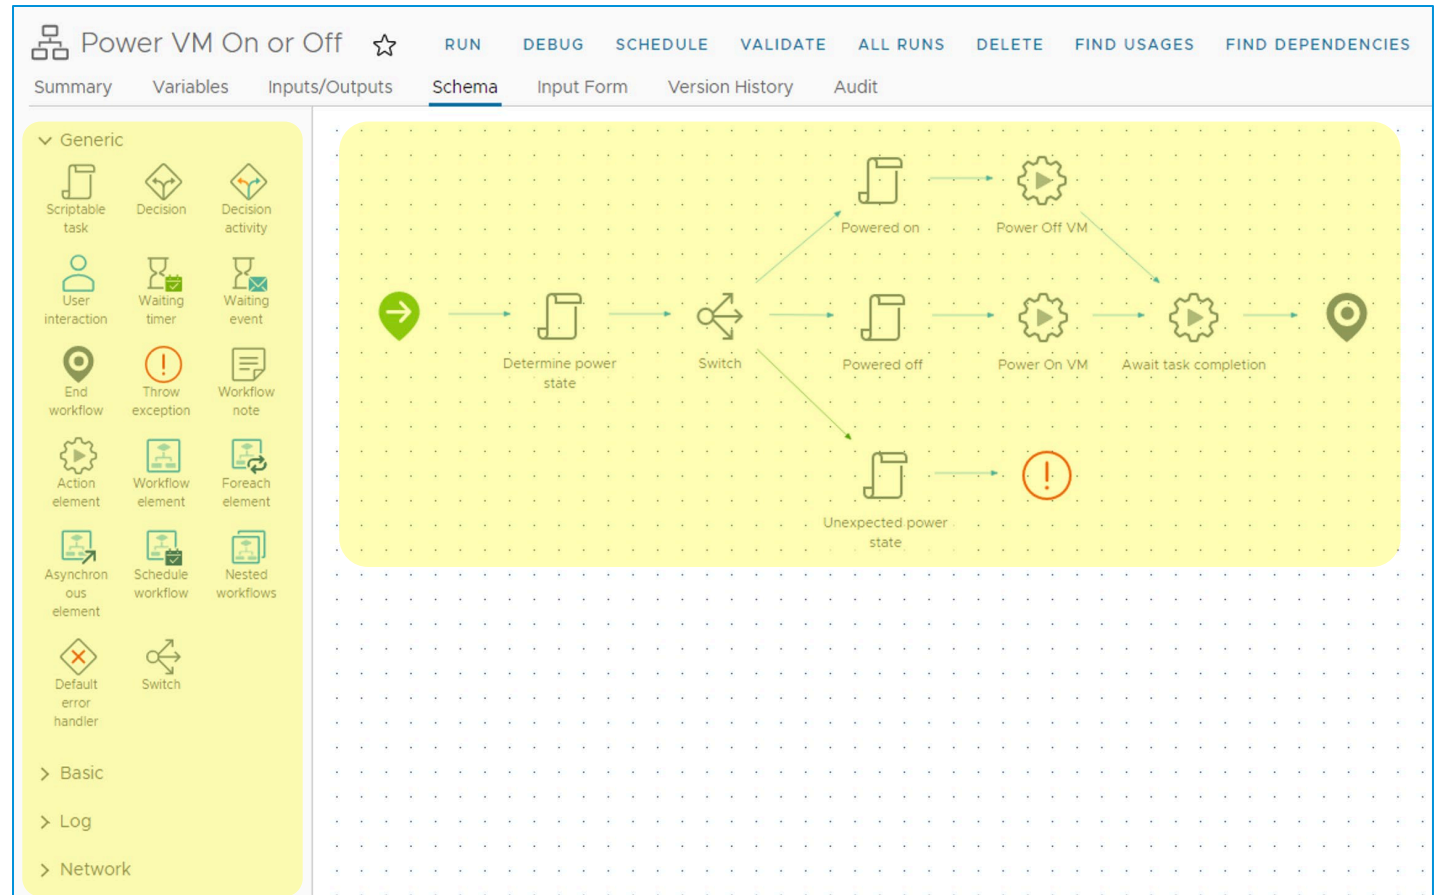 Power VM On or Off
RUN DEBUG SCHEDULE VALIDATE ALL RUNS DELETE FIND USAGES FIND DEPENDENCIES
Summary Variables Inputs/Outputs Schema Input Form Version History Audit
Generic
Scriptable
task
Decision
Decision
activity
User
interaction
Waiting
timer
Waiting
event
End
workflow
Throw
exception
Workflow
note
Action
element
Workflow
element
Foreach
element
Asynchron
ous
element
Schedule
workflow
Nested
workflows
Default
error
handler
Switch
Basic
Log
Network
Powered on
Power Off VM
Determine power
state
Switch
Powered off
Power On VM
Await task completion
Unexpected power
state